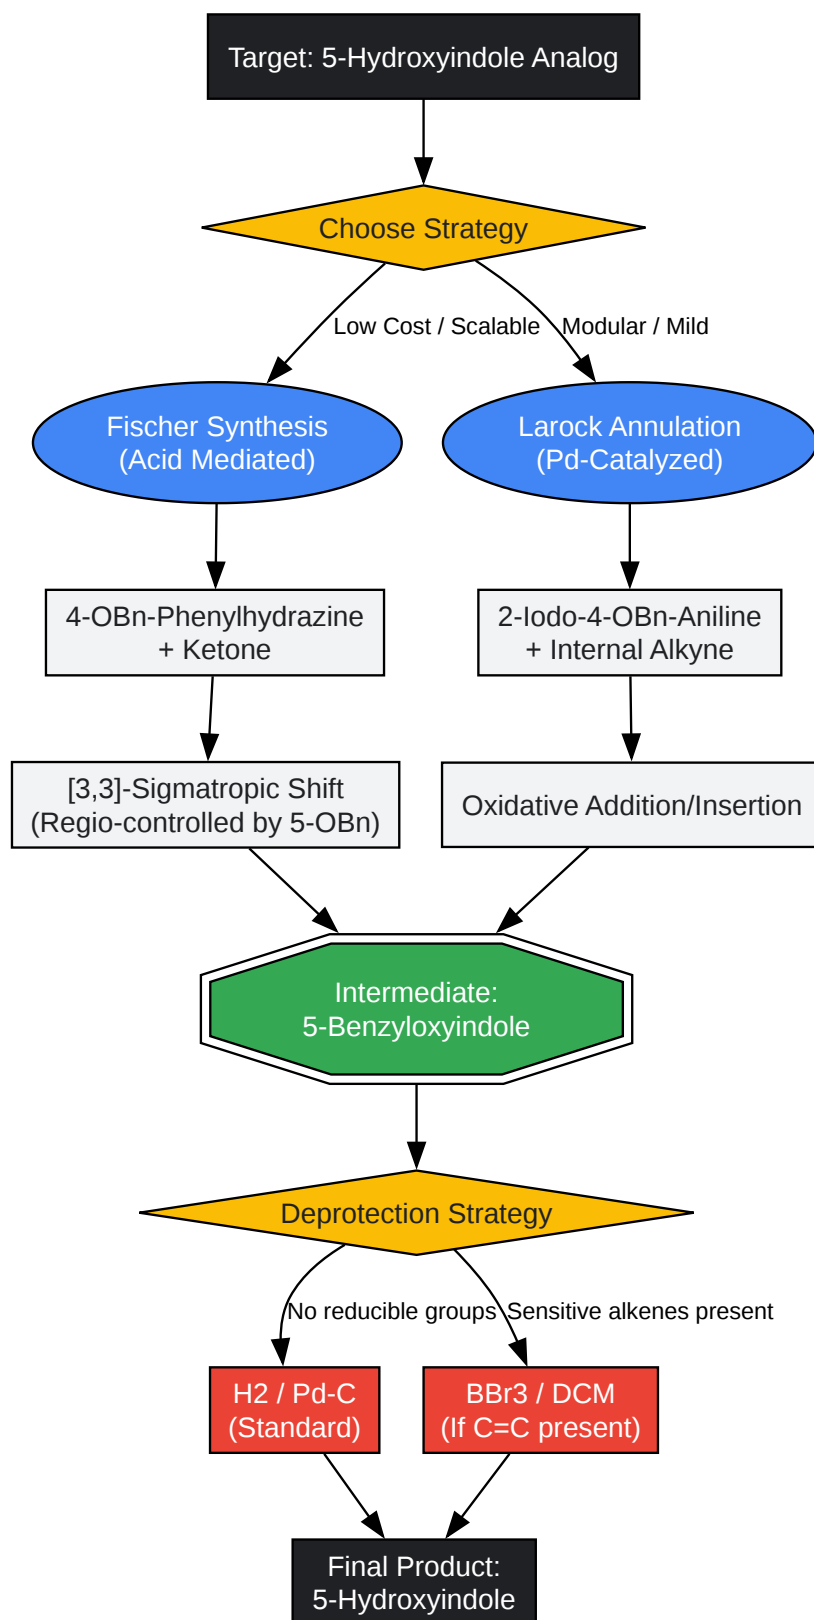 Target: 5-Hydroxyindole Analog
Choose Strategy
Low Cost / Scalable
Modular / Mild
Fischer Synthesis
(Acid Mediated)
Larock Annulation
(Pd-Catalyzed)
4-OBn-Phenylhydrazine
+ Ketone
2-Iodo-4-OBn-Aniline
+ Internal Alkyne
[3,3]-Sigmatropic Shift
(Regio-controlled by 5-OBn)
Oxidative Addition/Insertion
Intermediate:
5-Benzyloxyindole
Deprotection Strategy
No reducible groups
Sensitive alkenes present
H2 / Pd-C
(Standard)
BBr3 / DCM
(If C=C present)
Final Product:
5-Hydroxyindole